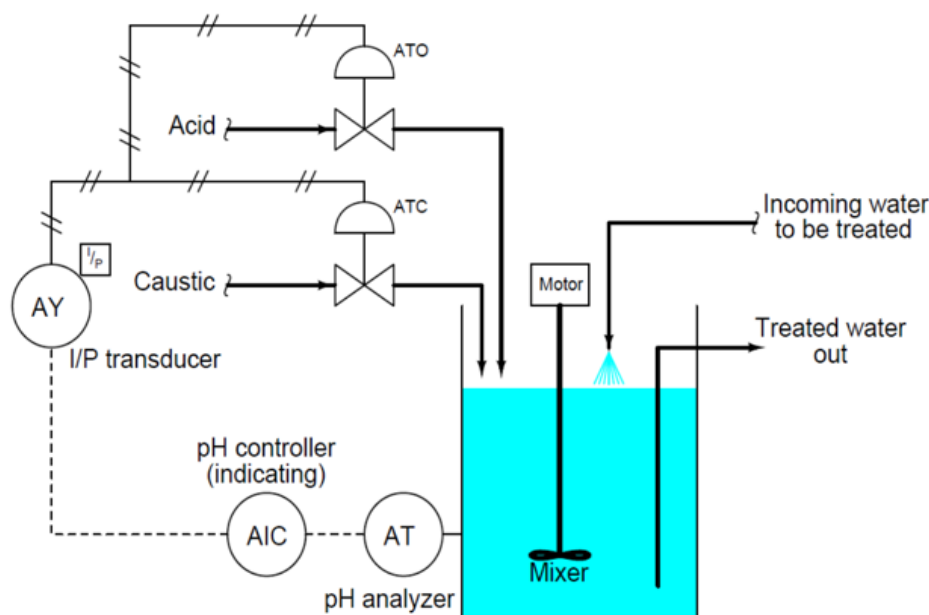 ATO
Acid
ATC
Incoming water
to be treated
I/P
AY
Caustic
Motor
I/P transducer
Treated water
out
pH controller
(indicating)
AIC
AT
Mixer
pH analyzer